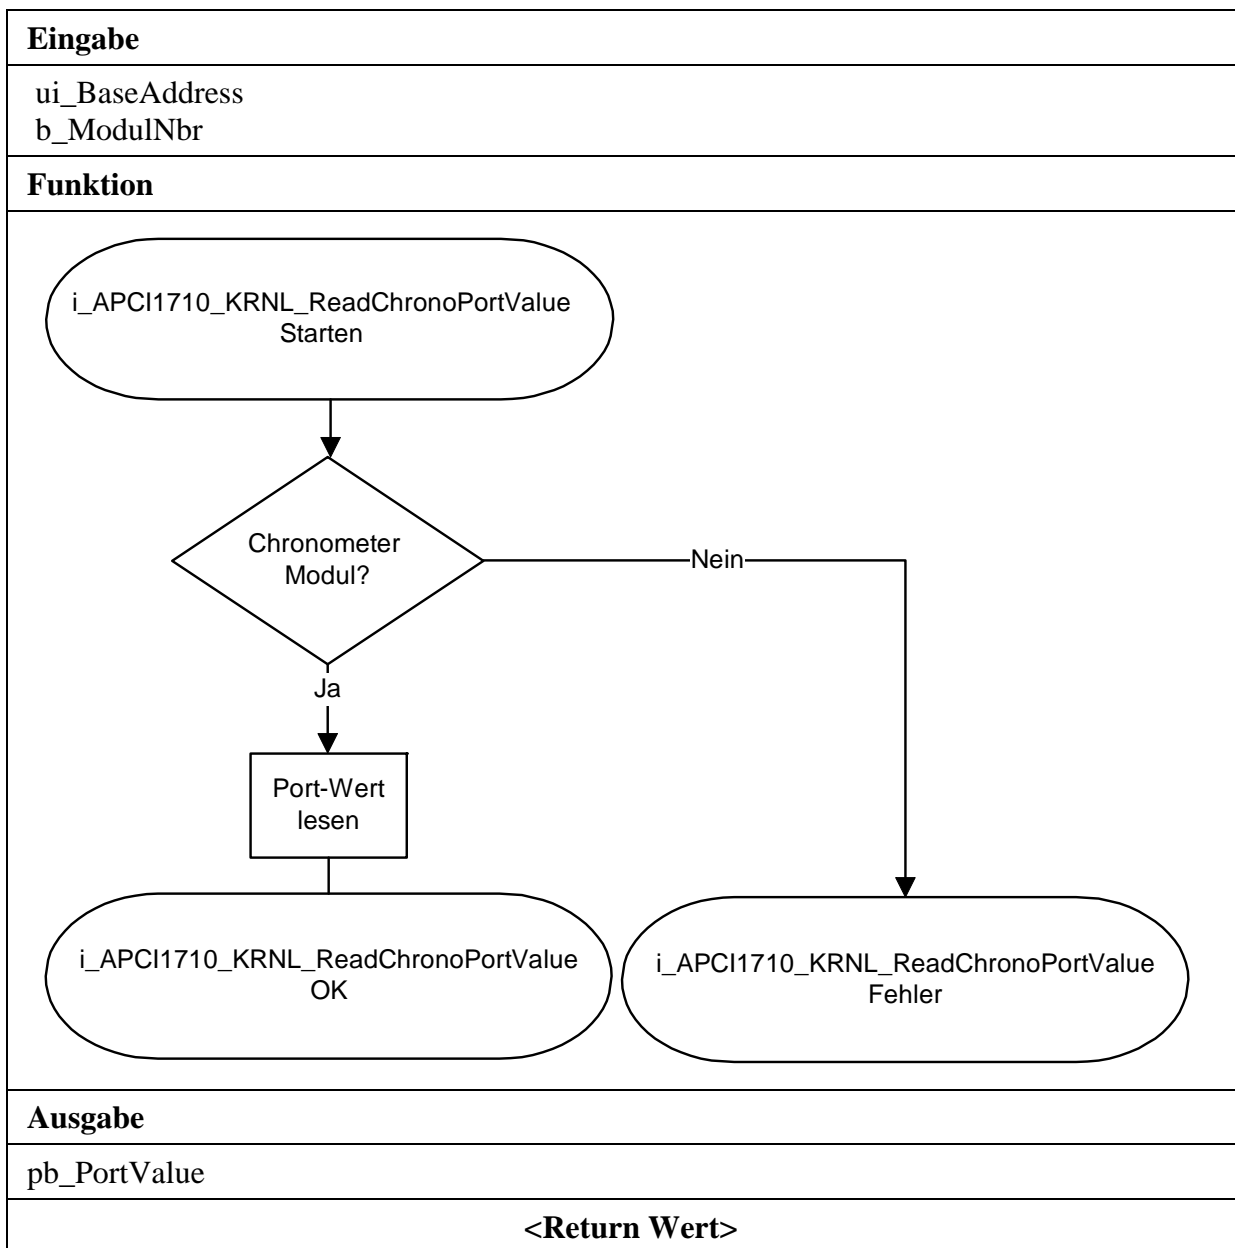 Eingabe
ui_BaseAddress
b_ModulNbr
Funktion
i_APCI1710_KRNL_ReadChronoPortValue
Starten
Chronometer
Modul?
Nein
Ja
Port-Wert
lesen
i_APCI1710_KRNL_ReadChronoPortValue
OK
i_APCI1710_KRNL_ReadChronoPortValue
Fehler
Ausgabe
pb_PortValue
<Return Wert>